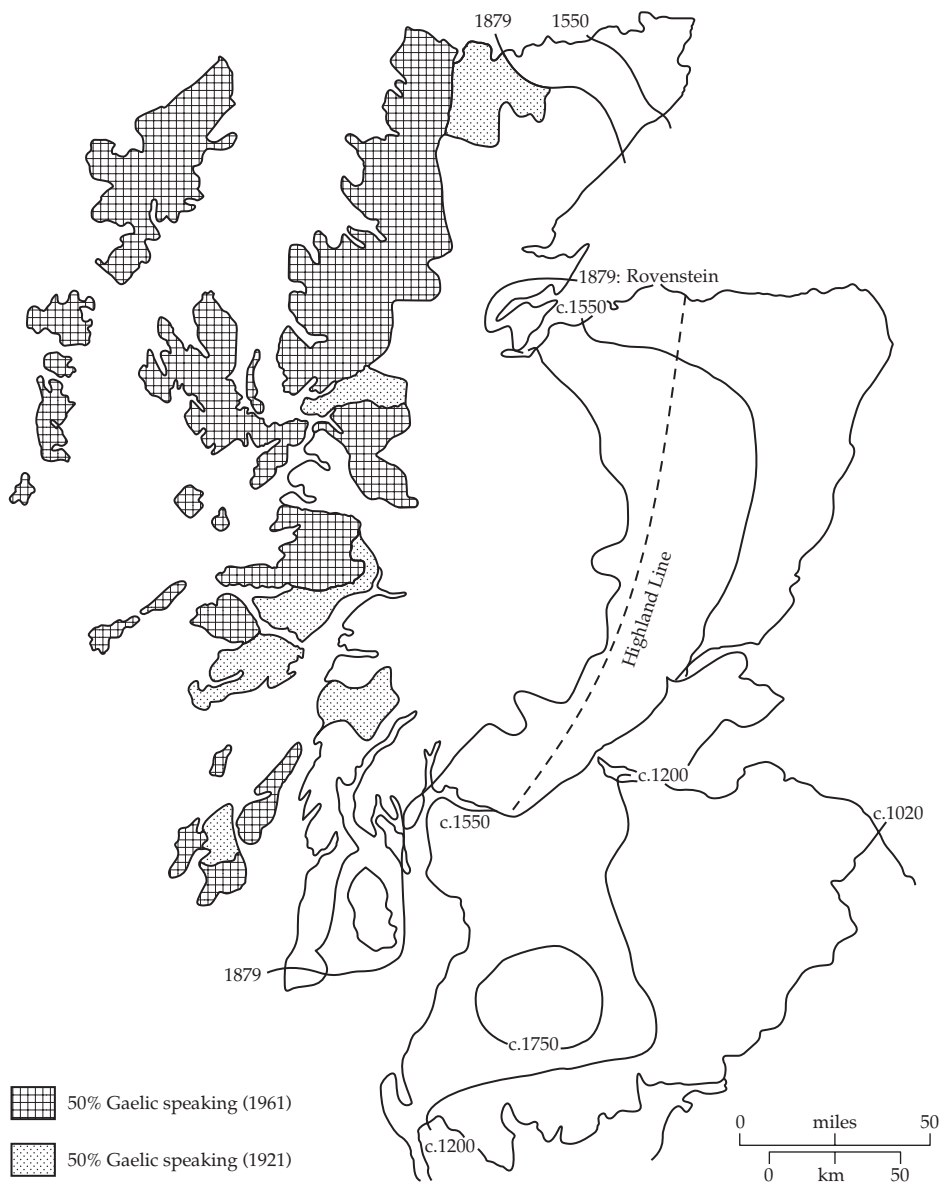 1879
1550
1879: Rovenstein
c.1550
Highland Line
c.1200
c.1550
c.1020
1879
c.1750
50% Gaelic speaking (1961)
50% Gaelic speaking (1921)
c.1200
0 miles 50
0 km 50